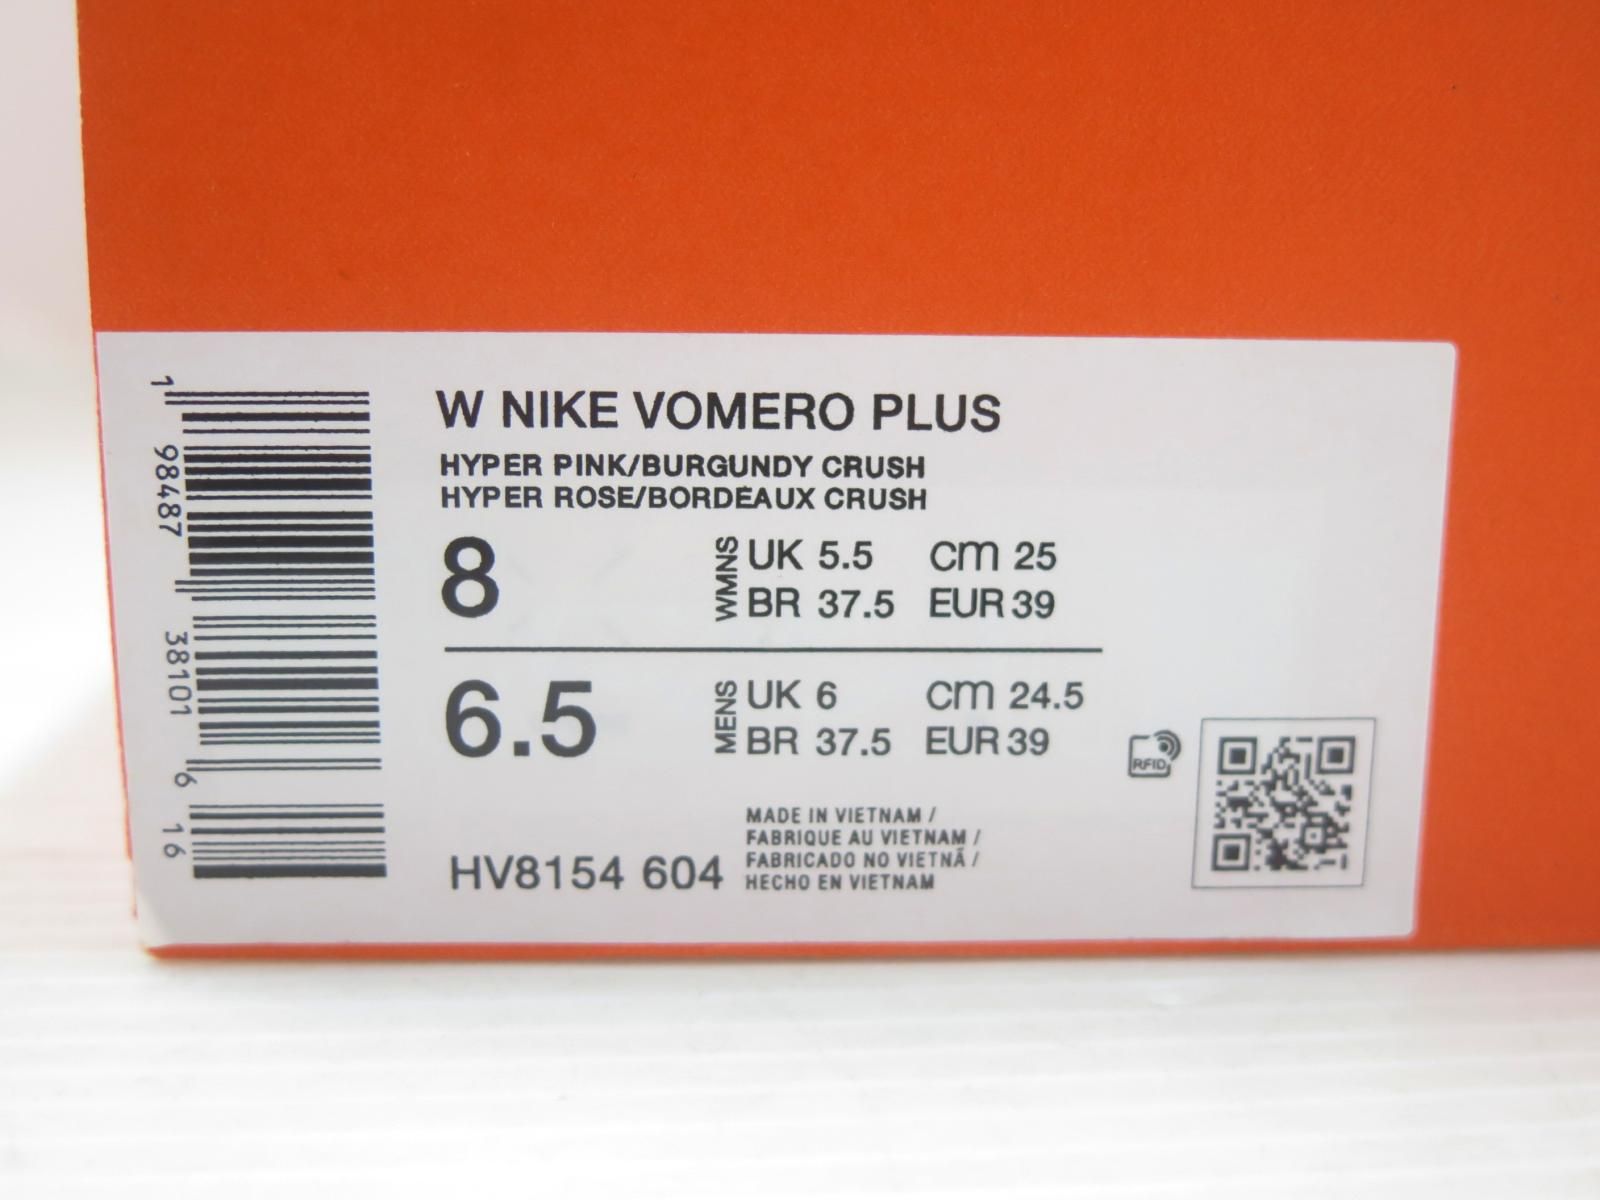 W NIKE VOMERO PLUS
HYPER PINK/BURGUNDY CRUSH
HYPER ROSE/BORDEAUX CRUSH
8 WMNS UK 5.5 CM 25
BR 37.5 EUR 39
6.5 MENS UK 6 CM 24.5
BR 37.5 EUR 39
RFID
MADE IN VIETNAM /
FABRIQUE AU VIETNAM /
FABRICADO NO VIETNÃ /
HECHO EN VIETNAM
HV8154 604
1 98487 38101 6 16